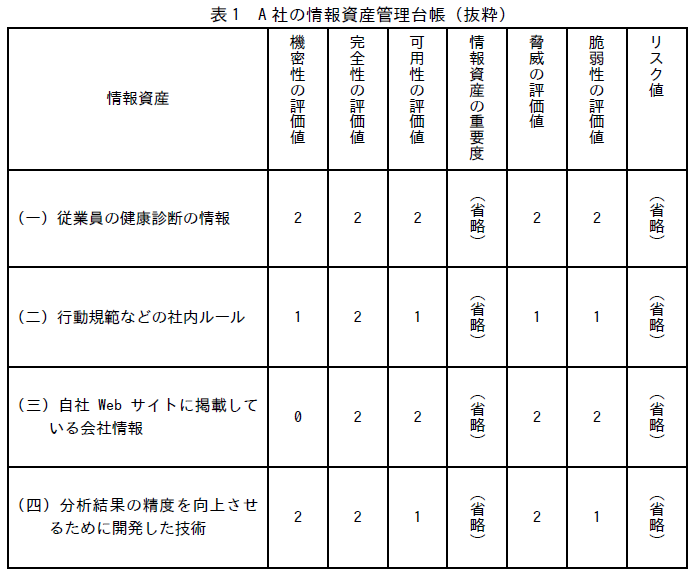 表1 A社の情報資産管理台帳（抜粋）
情報資産
機密性の評価値
完全性の評価値
可用性の評価値
情報資産の重要度
脅威の評価値
脆弱性の評価値
リスク値
（一）従業員の健康診断の情報 2 2 2 （省略） 2 2 （省略）
（二）行動規範などの社内ルール 1 2 1 （省略） 1 1 （省略）
（三）自社 Web サイトに掲載して
いる会社情報 0 2 2 （省略） 2 2 （省略）
（四）分析結果の精度を向上させ
るために開発した技術 2 2 1 （省略） 2 1 （省略）